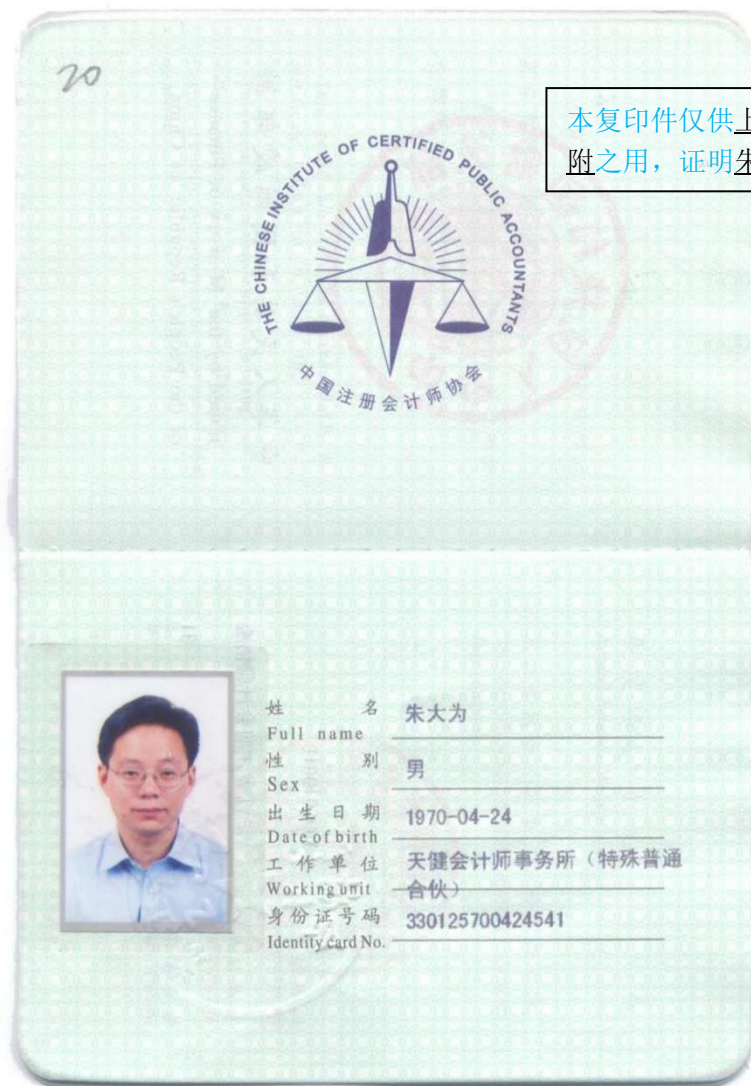 20
本复印件仅供上
附之用，证明朱
THE CHINESE INSTITUTE OF CERTIFIED PUBLIC ACCOUNTANTS
中国注册会计师协会
姓 名 朱大为
Full name
性 别 男
Sex
出生日期 1970-04-24
Date of birth
工作单位 天健会计师事务所（特殊普通
Working unit 合伙）
身份证号码 330125700424541
Identity card No.